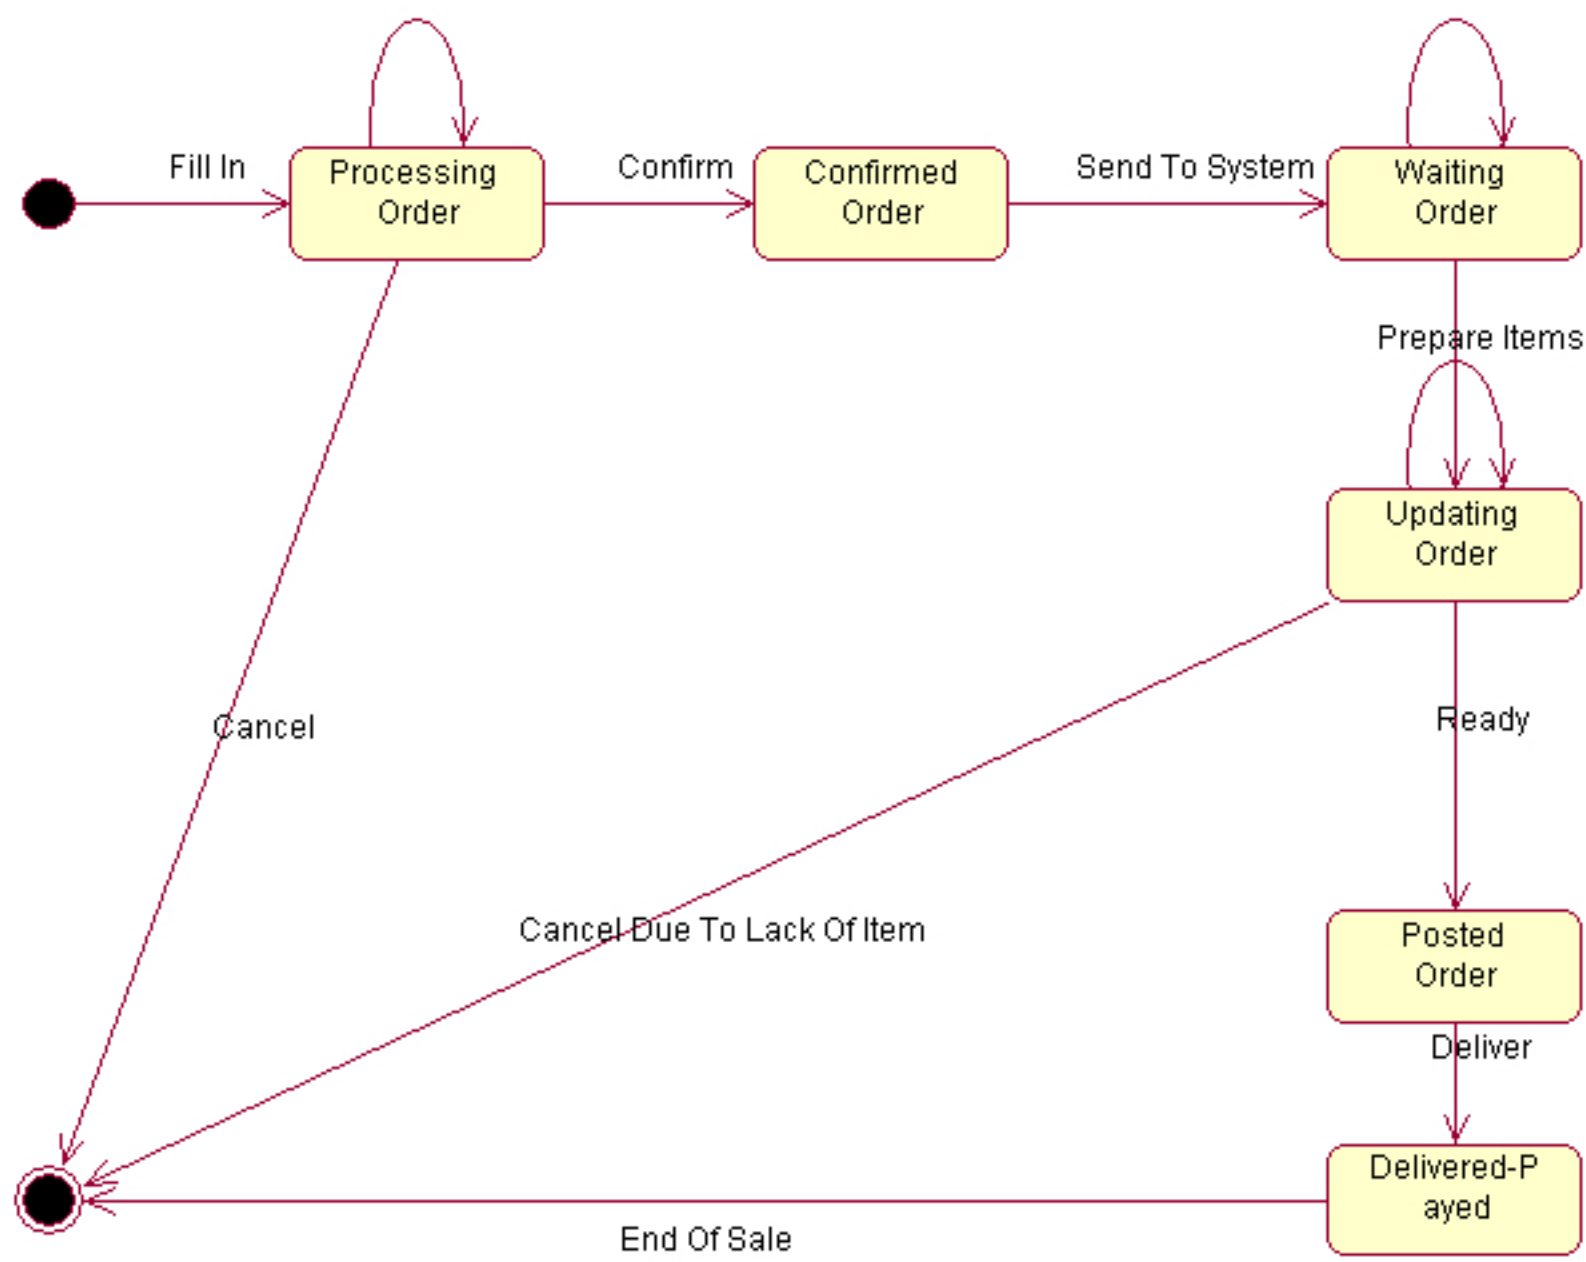 Fill In
Processing
Order
Confirm
Confirmed
Order
Send To System
Waiting
Order
Prepare Items
Updating
Order
Cancel
Ready
Cancel Due To Lack Of Item
Posted
Order
Deliver
Delivered-P
ayed
End Of Sale